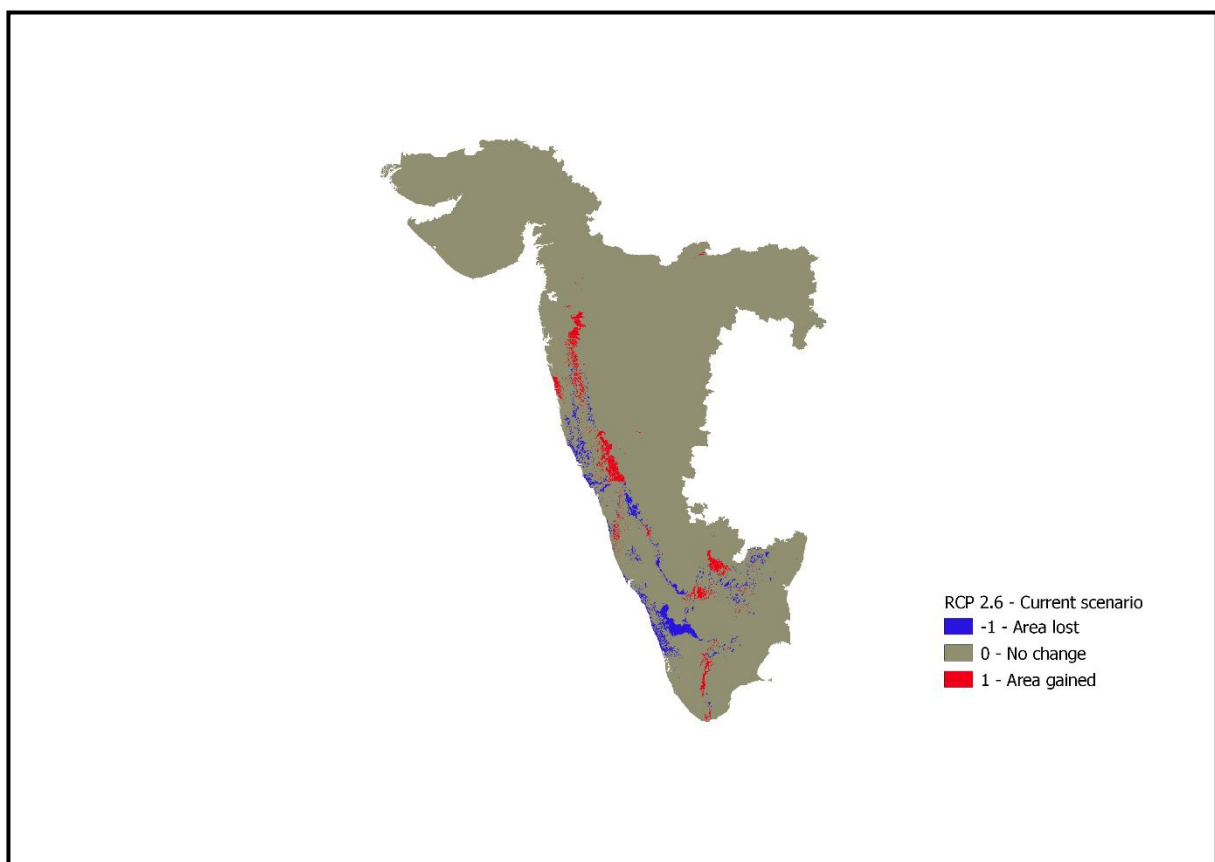 RCP 2.6 - Current scenario
-1 - Area lost
0 - No change
1 - Area gained